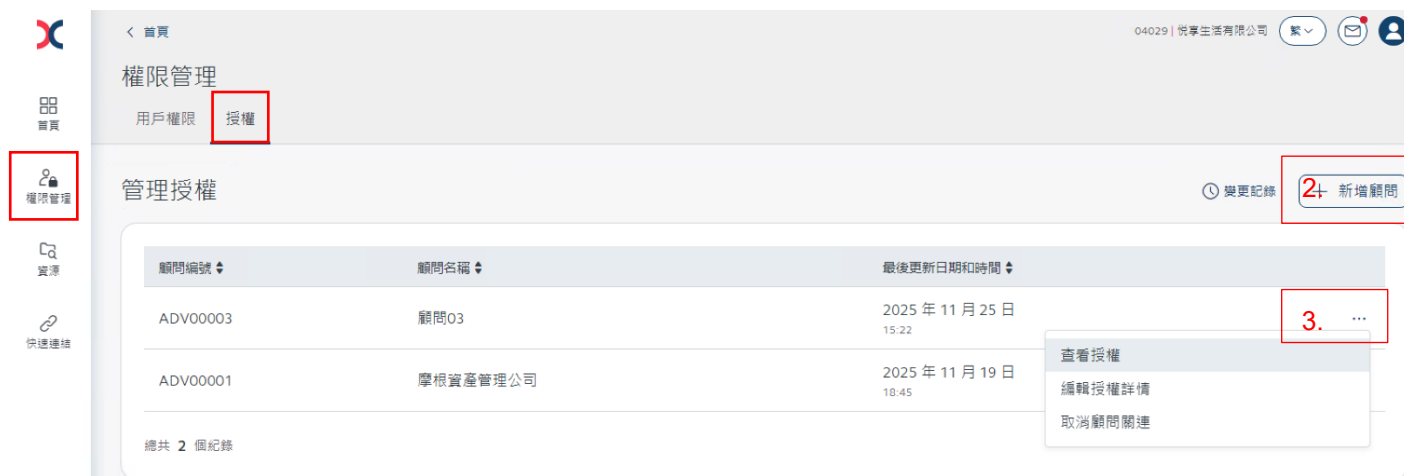 首頁
04029 | 悦享生活有限公司 繁
權限管理
首頁
用戶權限 授權
權限管理
管理授權
變更記錄
2. + 新增顧問
資源
顧問編號 顧問名稱 最後更新日期和時間
ADV00003 顧問03 2025 年 11 月 25 日
15:22
3. ...
快速連結
查看授權
ADV00001 摩根資產管理公司 2025 年 11 月 19 日
18:45
編輯授權詳情
取消顧問關連
總共 2 個紀錄